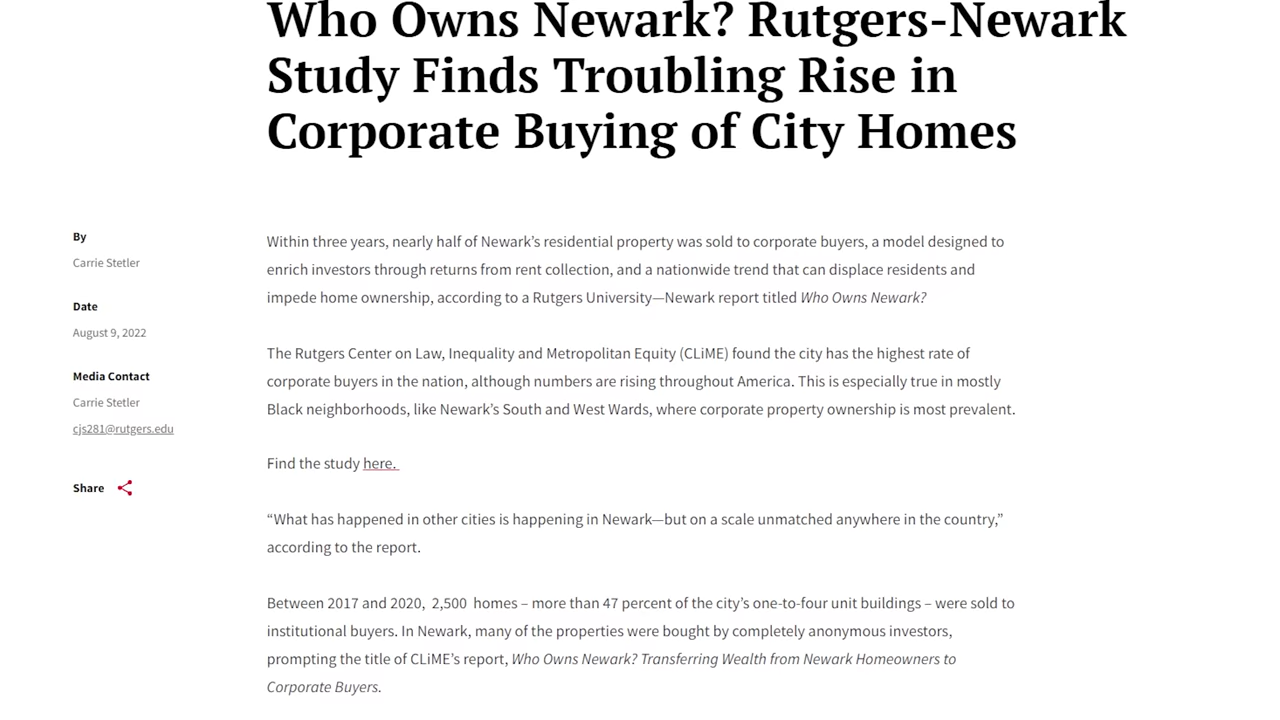 Who Owns Newark? Rutgers-Newark
Study Finds Troubling Rise in
Corporate Buying of City Homes
By
Carrie Stetler
Date
August 9, 2022
Media Contact
Carrie Stetler
cjs281@rutgers.edu
Share
Within three years, nearly half of Newark’s residential property was sold to corporate buyers, a model designed to
enrich investors through returns from rent collection, and a nationwide trend that can displace residents and
impede home ownership, according to a Rutgers University—Newark report titled Who Owns Newark?
The Rutgers Center on Law, Inequality and Metropolitan Equity (CLiME) found the city has the highest rate of
corporate buyers in the nation, although numbers are rising throughout America. This is especially true in mostly
Black neighborhoods, like Newark’s South and West Wards, where corporate property ownership is most prevalent.
Find the study here.
“What has happened in other cities is happening in Newark—but on a scale unmatched anywhere in the country,”
according to the report.
Between 2017 and 2020,  2,500  homes – more than 47 percent of the city’s one-to-four unit buildings – were sold to
institutional buyers. In Newark, many of the properties were bought by completely anonymous investors,
prompting the title of CLiME’s report, Who Owns Newark? Transferring Wealth from Newark Homeowners to
Corporate Buyers.